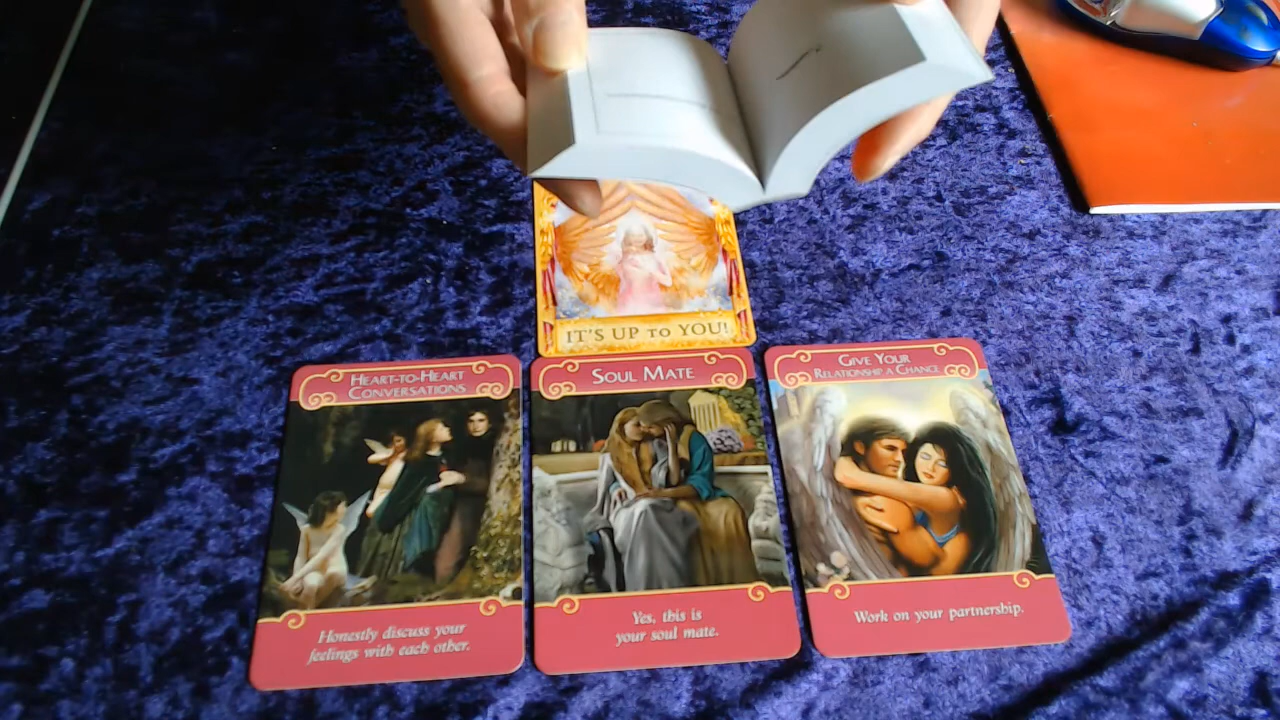 IT'S UP TO YOU!
HEART-TO-HEART
CONVERSATIONS
Honestly discuss your
feelings with each other.
SOUL MATE
Yes, this is
your soul mate.
GIVE YOUR
RELATIONSHIP A CHANCE
Work on your partnership.